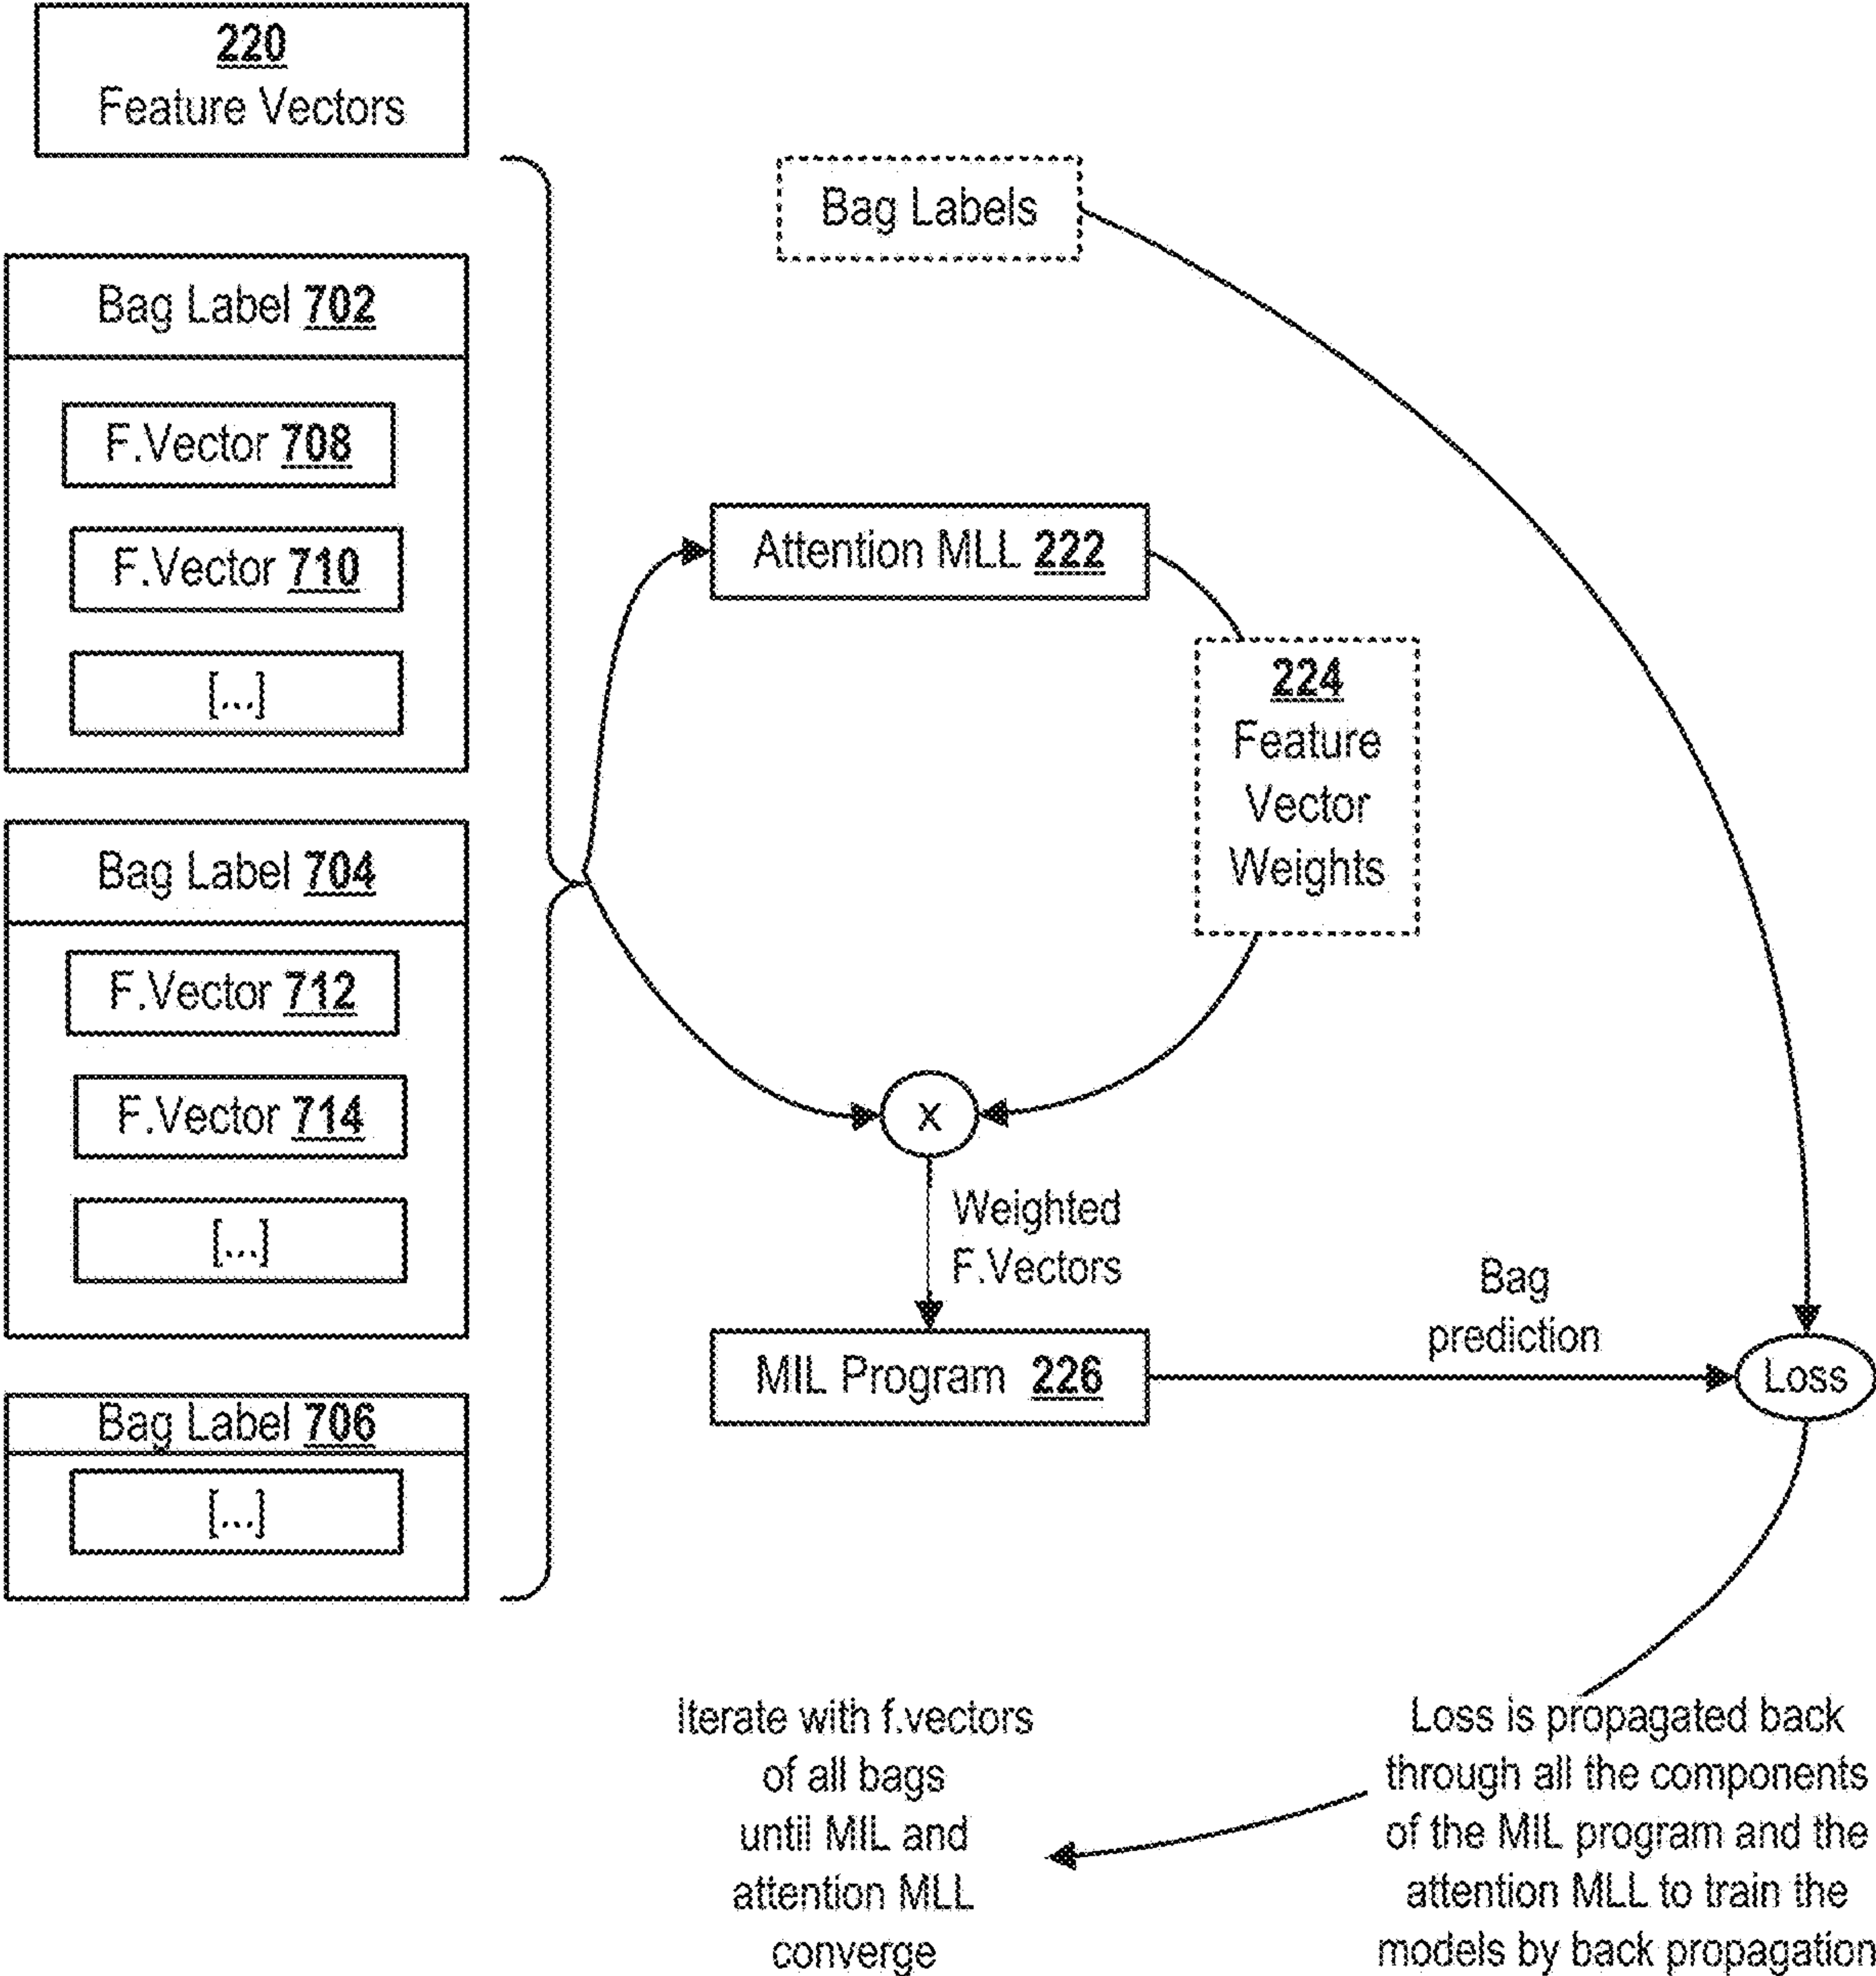 220
Feature Vectors
Bag Label 702
F.Vector 708
F.Vector 710
[...]
Bag Label 704
F.Vector 712
F.Vector 714
[...]
Bag Label 706
[...]
Bag Labels
Attention MLL 222
224
Feature
Vector
Weights
X
Weighted
F.Vectors
MIL Program 226
Bag
prediction
Loss
Iterate with f.vectors
of all bags
until MIL and
attention MLL
converge
Loss is propagated back
through all the components
of the MIL program and the
attention MLL to train the
models by back propagation